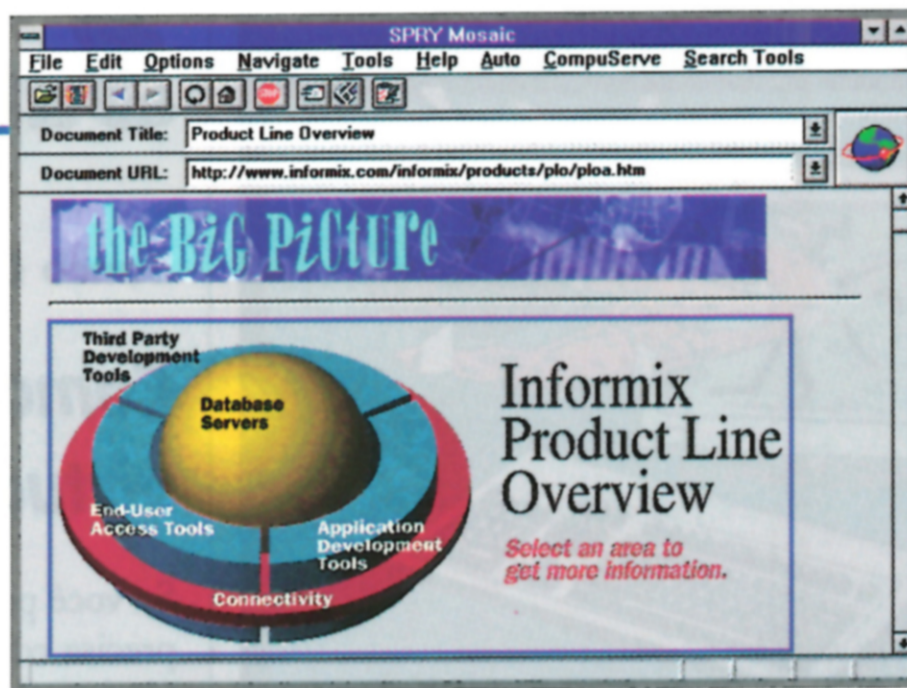 SPRY Mosaic
File Edit Options Navigate Tools Help Auto CompuServe Search Tools
STOP
Document Title: Product Line Overview
Document URL: http://www.informix.com/informix/products/plo/ploa.htm
the BiG PiCtUre
Third Party
Development
Tools
Database
Servers
End-User
Access Tools
Application
Development
Tools
Connectivity
Informix
Product Line
Overview
Select an area to
get more information.